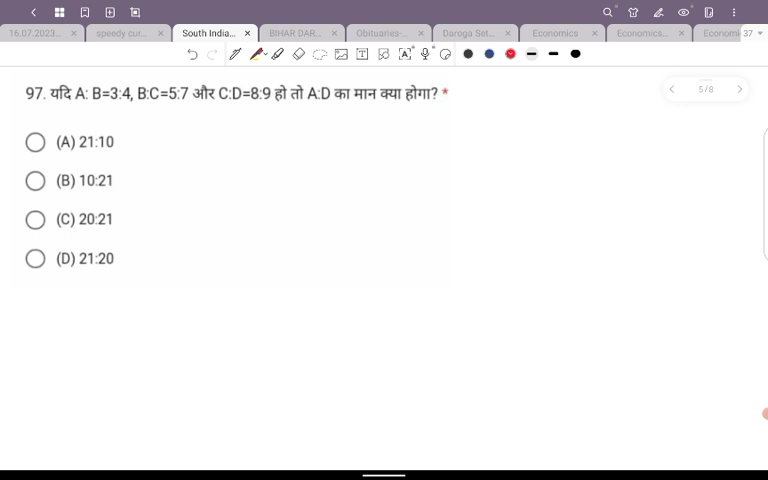 16.07.2023...
speedy cur...
South India...
BIHAR DAR...
Obituariea-...
Daroga Set...
Economics
Economics...
Economi
37
97. यदि A: B=3:4, B:C=5:7 और C:D=8:9 हो तो A:D का मान क्या होगा? *
5/8
(A) 21:10
(B) 10:21
(C) 20:21
(D) 21:20